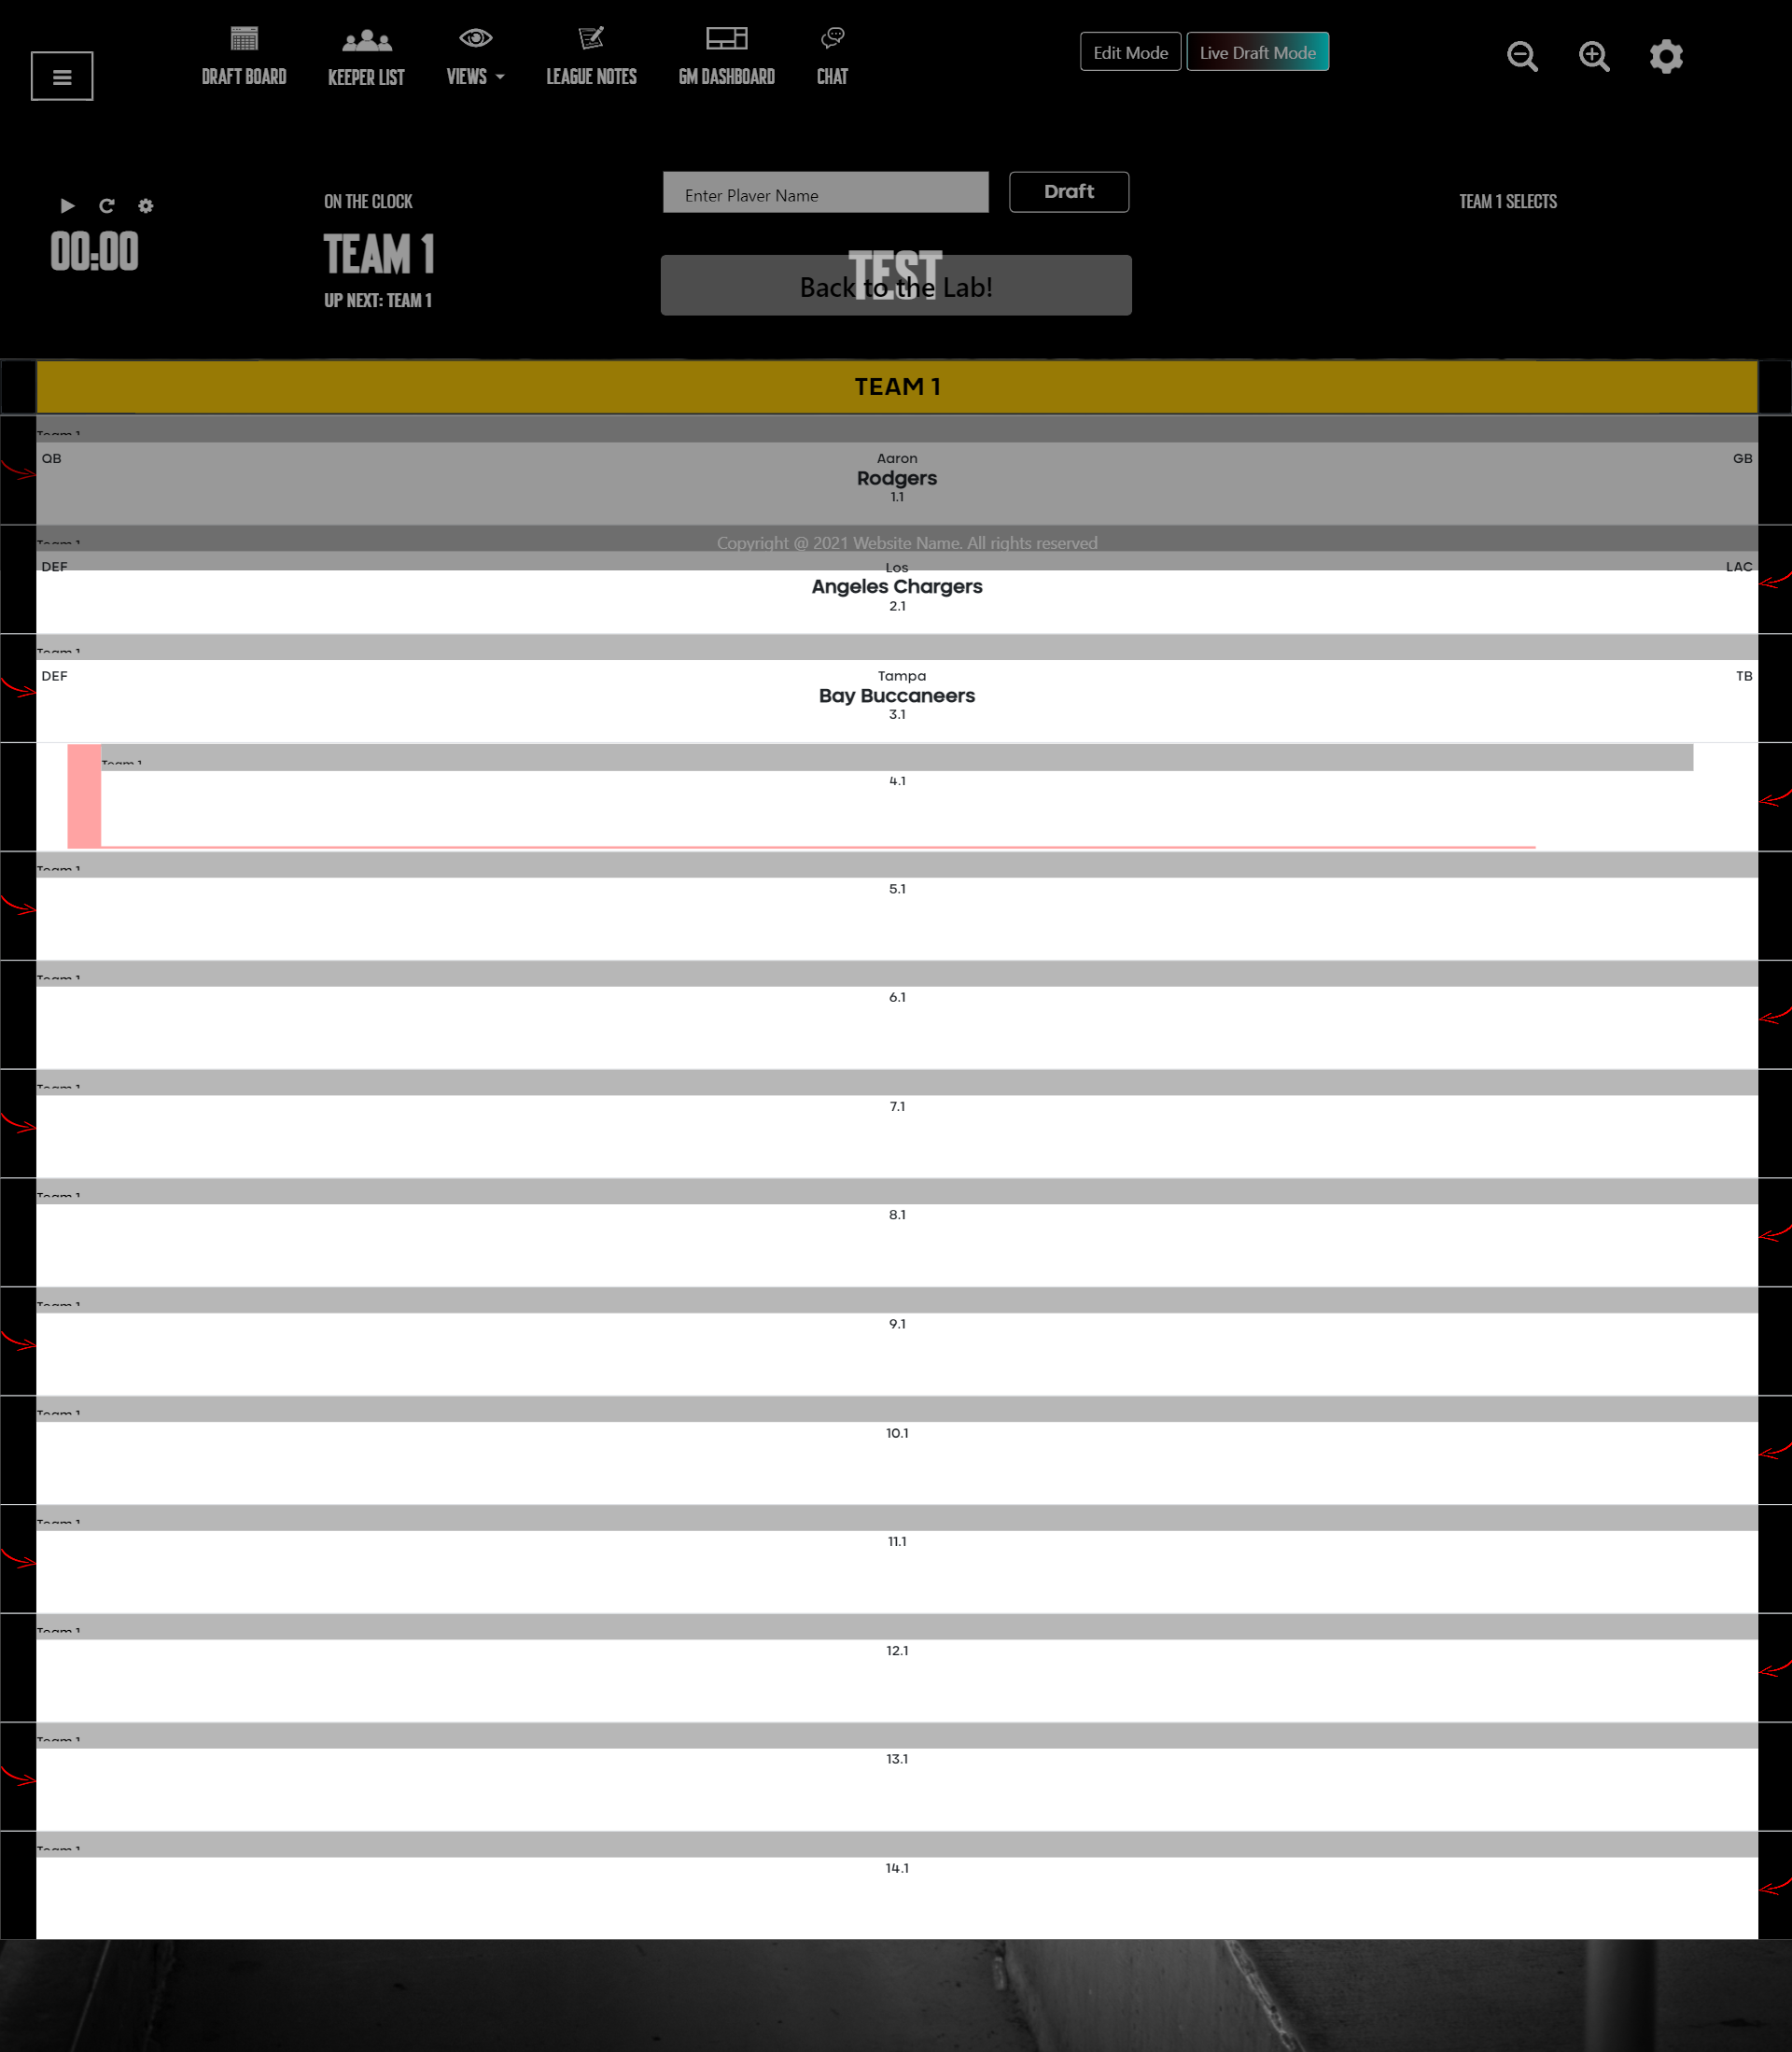 DRAFT BOARD
KEEPER LIST
VIEWS
LEAGUE NOTES
GM DASHBOARD
CHAT
Edit Mode
Live Draft Mode
00:00
ON THE CLOCK
TEAM 1
UP NEXT: TEAM 1
Enter Player Name
Draft
TEST
Back to the Lab!
TEAM 1 SELECTS
TEAM 1
Team 1
QB
Aaron
GB
Rodgers
1.1
Team 1
Copyright @ 2021 Website Name. All rights reserved
DEF
Los
LAC
Angeles Chargers
2.1
Team 1
DEF
Tampa
TB
Bay Buccaneers
3.1
Team 1
4.1
Team 1
5.1
Team 1
6.1
Team 1
7.1
Team 1
8.1
Team 1
9.1
Team 1
10.1
Team 1
11.1
Team 1
12.1
Team 1
13.1
Team 1
14.1